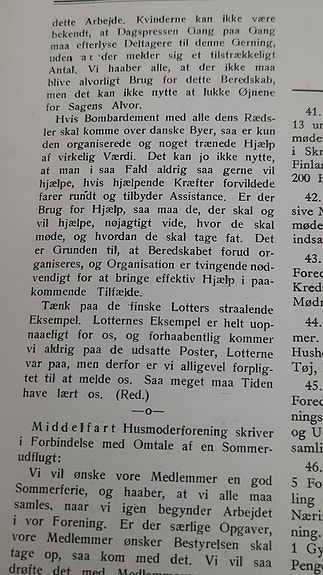 dette Arbejde. Kvinderne kan ikke være
bekendt, at Dagspressen Gang paa Gang
maa efterlyse Deltagere til denne Gerning,
uden at der melder sig et tilstrækkeligt
Antal. Vi haaber alle, at der ikke maa
blive alvorligt Brug for dette Beredskab,
men det kan ikke nytte at lukke Øjnene
for Sagens Alvor.
Hvis Bombardement med alle dens Ræds-
ler skal komme over danske Byer, saa er kun
den organiserede og noget trænede Hjælp
af virkelig Værdi. Det kan jo ikke nytte,
at man i saa Fald aldrig saa gerne vil
hjælpe, hvis hjælpende Kræfter forvildede
farer rundt og tilbyder Assistance. Er der
Brug for Hjælp, saa maa de, der skal og
vil hjælpe, nøjagtigt vide, hvor de skal
møde, og hvordan de skal tage fat. Det
er Grunden til, at Beredskabet forud or-
ganiseres, og Organisation er tvingende nød-
vendigt for at bringe effektiv Hjælp i paa-
kommende Tilfælde.
Tænk paa de finske Lotters straalende
Eksempel. Lotternes Eksempel er helt uop-
naaeligt for os, og forhaabentlig kommer
vi aldrig paa de udsatte Poster, Lotterne
var paa, men derfor er vi alligevel forplig-
tet til at melde os. Saa meget maa Tiden
have lært os. (Red.)
—o—
Middelfart Husmoderforening skriver
i Forbindelse med Omtale af en Sommer-
udflugt:
Vi vil ønske vore Medlemmer en god
Sommerferie, og haaber, at vi alle maa
samles, naar vi igen begynder Arbejdet
i vor Forening. Er der særlige Opgaver,
vore Medlemmer ønsker Bestyrelsen skal
tage op, saa kom med det. Vi vil saa
drøfte det med
41.
13
møde
i Skr
Finlan
200
42.
sive N
møder
indsa
43.
Fored
Kredi
Mødr
44.
mer.
Husho
Tøj,
45.
Fored
nings
og U
samli
46.
5 Fo
ling
Nærin
ning.
1 Gy
Penge